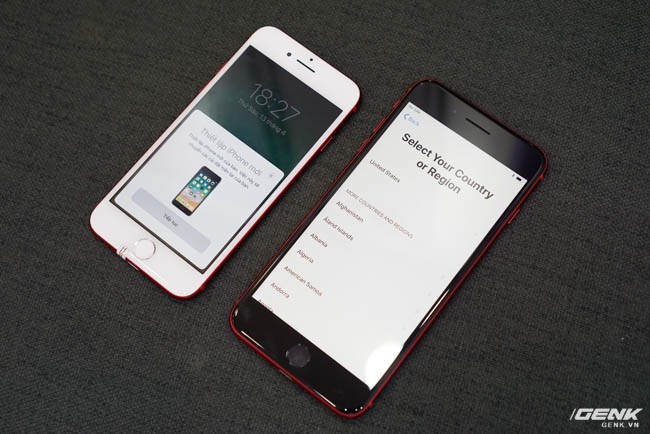 18:27
Thứ Sáu, 13 tháng 4
Thiết lập iPhone mới
Tiếp tục
Back
Select Your Country
or Region
United States
MORE COUNTRIES AND REGIONS
Afghanistan
Åland Islands
Albania
Algeria
American Samoa
Andorra
GENK
GENK.VN